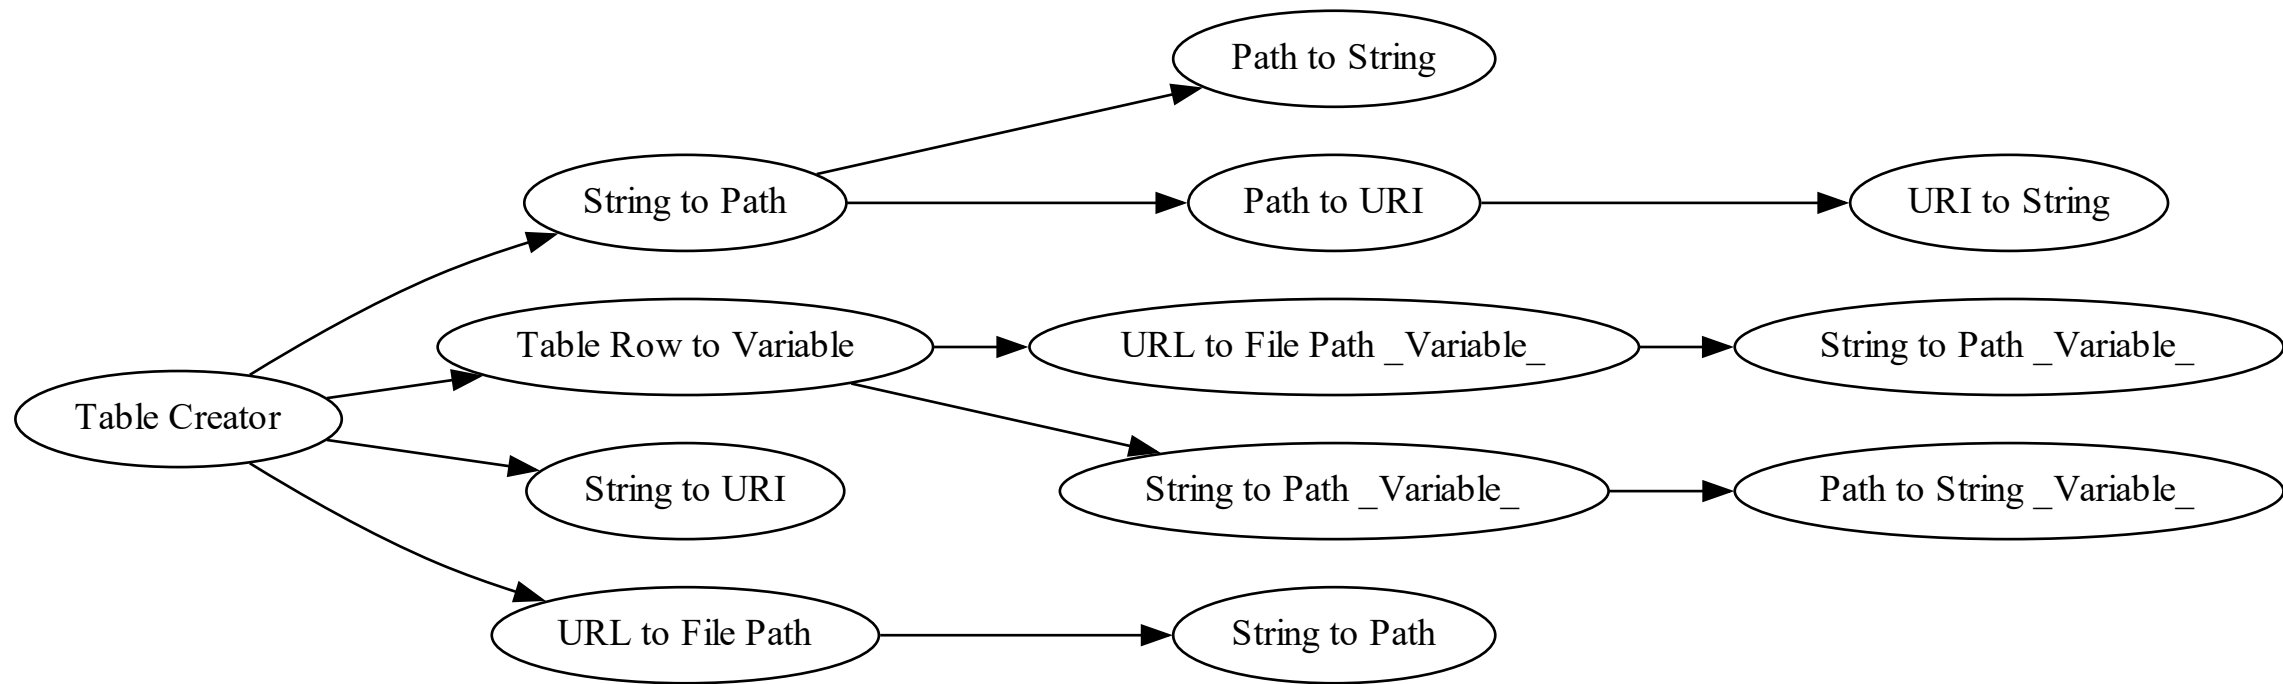 Path to String
String to Path
Path to URI
URI to String
Table Row to Variable
URL to File Path _Variable_
String to Path _Variable_
Table Creator
String to URI
String to Path _Variable_
Path to String _Variable_
URL to File Path
String to Path